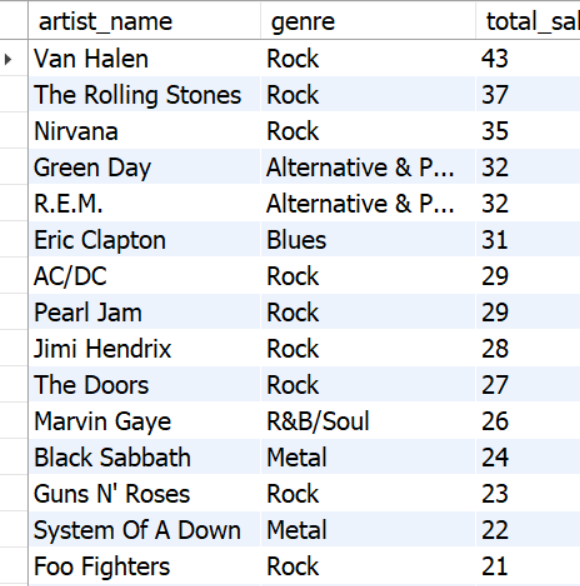 artist_name genre total_sal
Van Halen Rock 43
The Rolling Stones Rock 37
Nirvana Rock 35
Green Day Alternative & P... 32
R.E.M. Alternative & P... 32
Eric Clapton Blues 31
AC/DC Rock 29
Pearl Jam Rock 29
Jimi Hendrix Rock 28
The Doors Rock 27
Marvin Gaye R&B/Soul 26
Black Sabbath Metal 24
Guns N' Roses Rock 23
System Of A Down Metal 22
Foo Fighters Rock 21